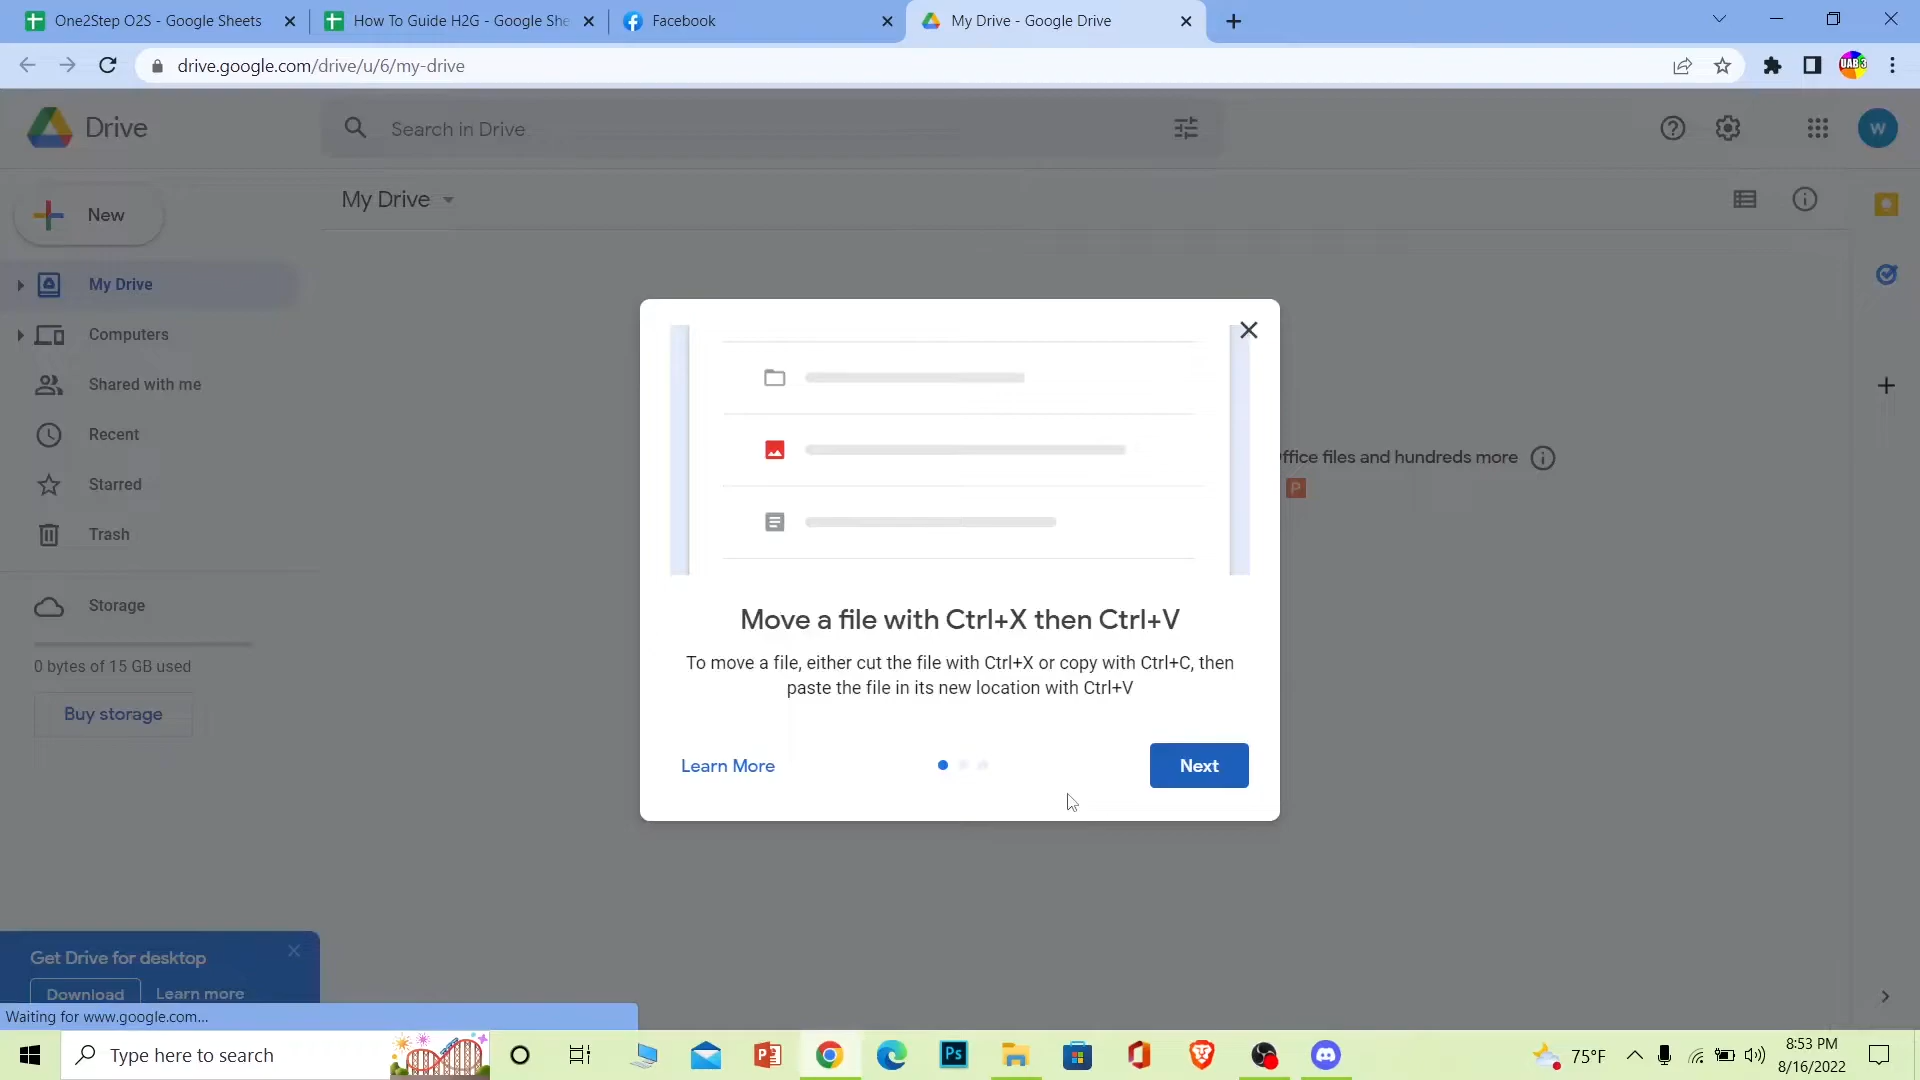 One2Step O2S - Google Sheets
How To Guide H2G - Google She
Facebook
My Drive - Google Drive
drive.google.com/drive/u/6/my-drive
UAB 3
Drive
Search in Drive
W
New
My Drive
My Drive
Computers
Shared with me
Recent
Starred
Trash
Storage
0 bytes of 15 GB used
Buy storage
ffice files and hundreds more
P
Move a file with Ctrl+X then Ctrl+V
To move a file, either cut the file with Ctrl+X or copy with Ctrl+C, then
paste the file in its new location with Ctrl+V
Learn More
Next
Get Drive for desktop
Download
Learn more
Waiting for www.google.com...
Type here to search
Ps
75°F
8:53 PM
8/16/2022